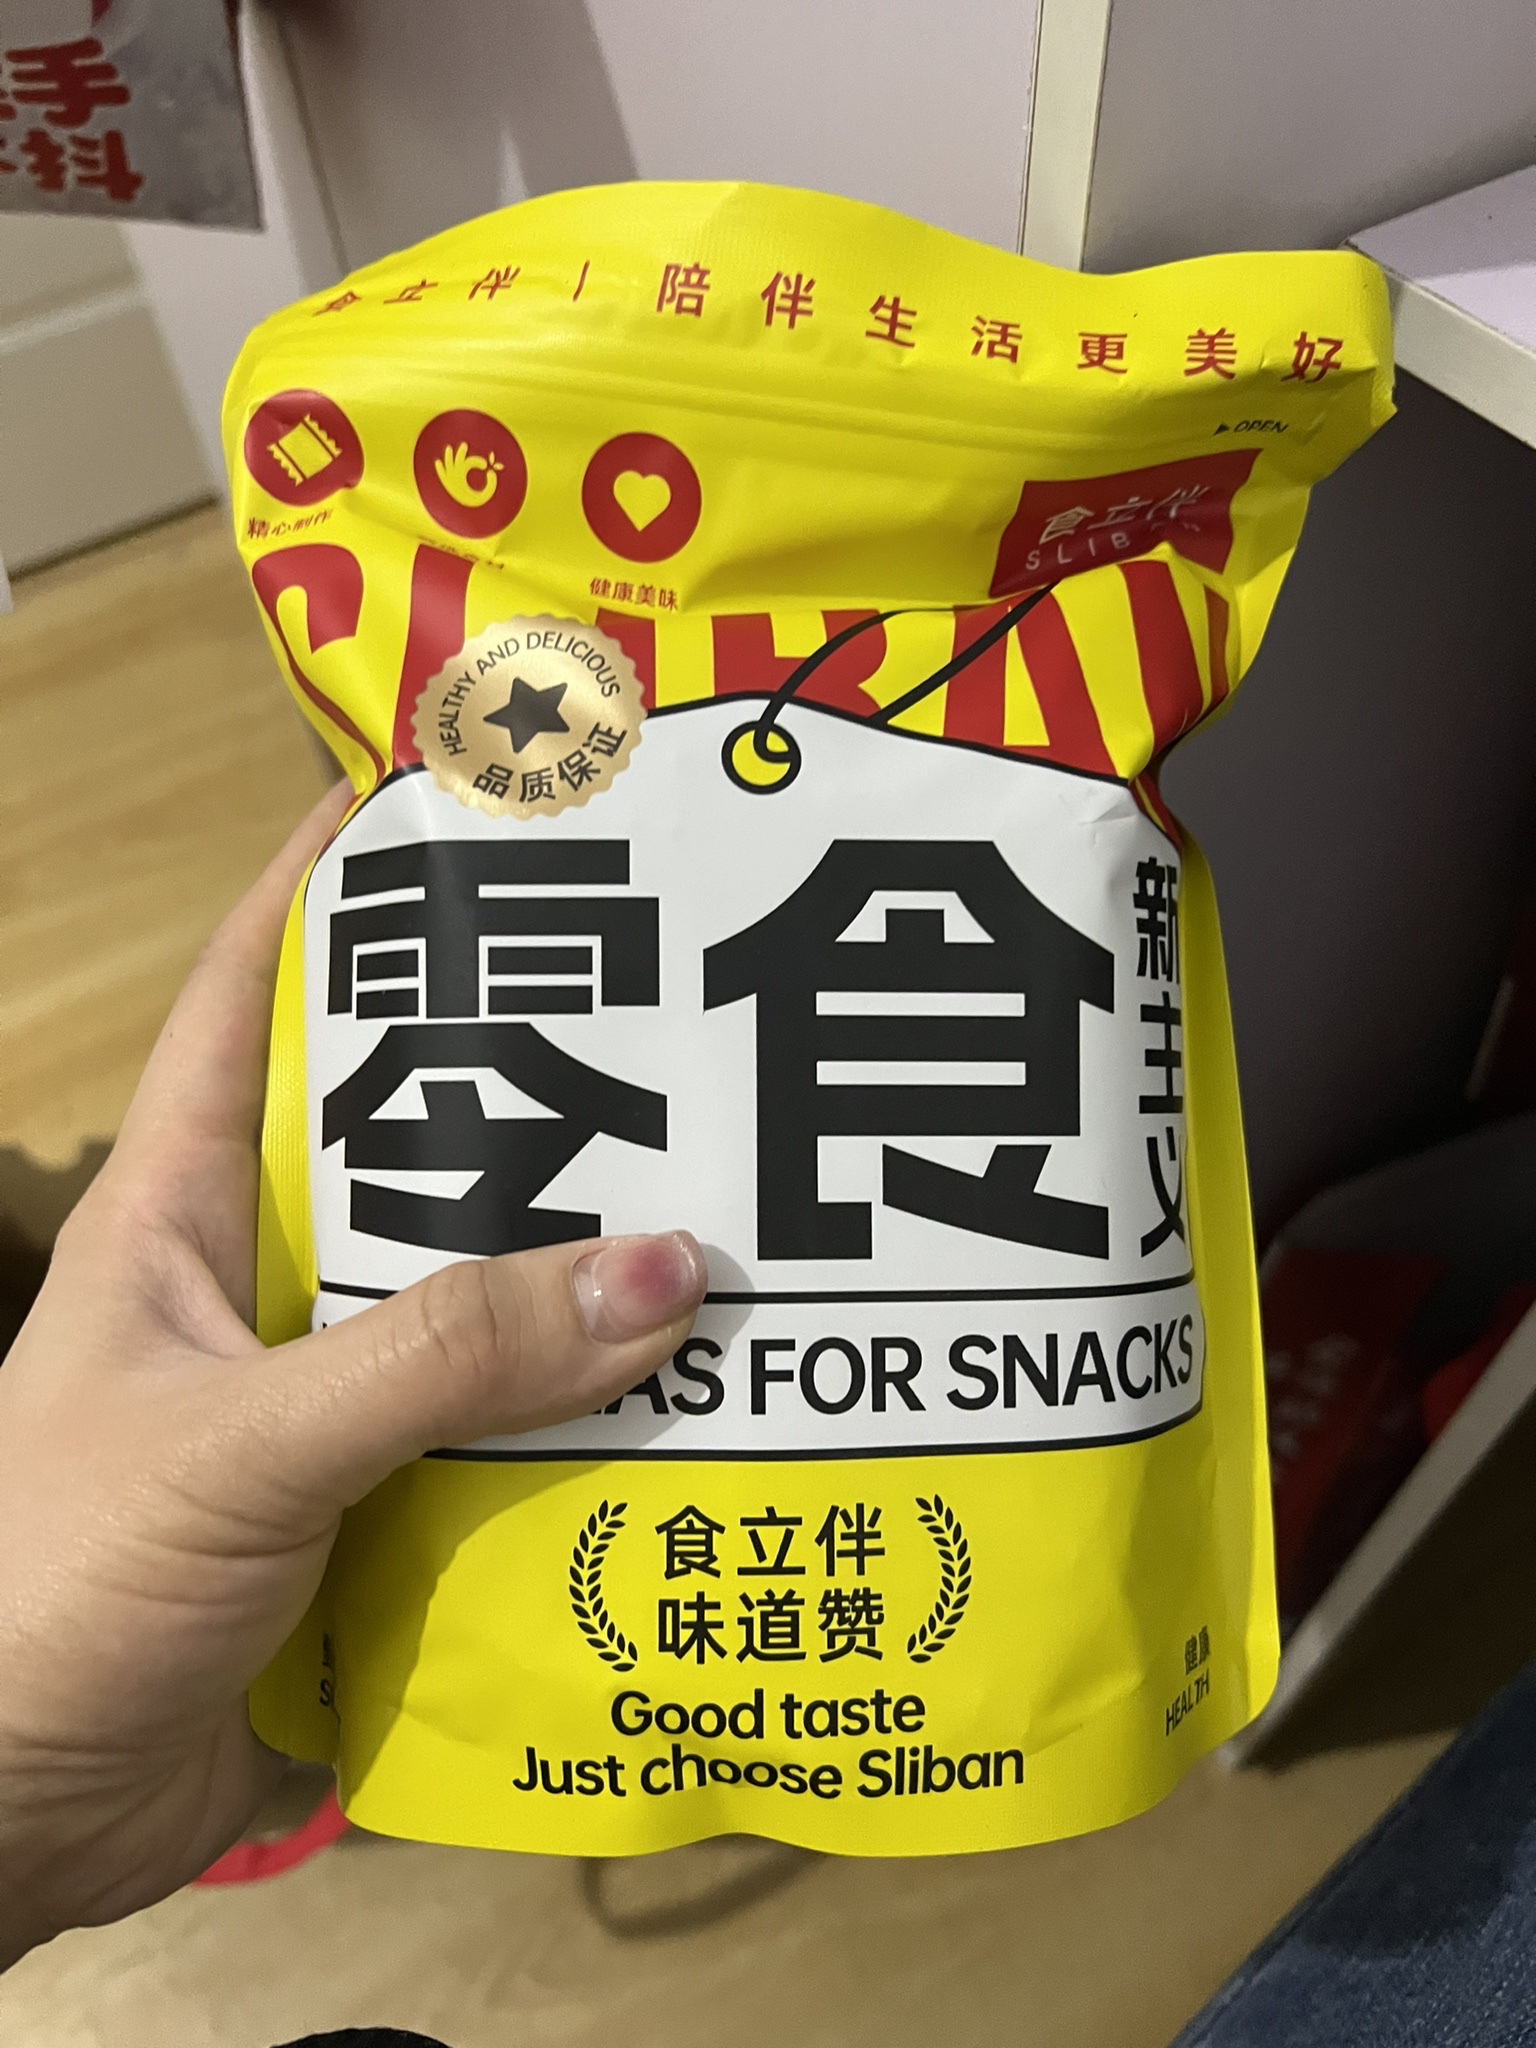 食立伴 | 陪伴生活更美好
▶OPEN
精心制作
健康美味
食立伴
SLIBAN
SLIBAN
HEALTHY AND DELICIOUS
品质保证
零食
新主义
FOR SNACKS
食立伴
味道赞
Good taste
Just choose Sliban
健康
HEALTH